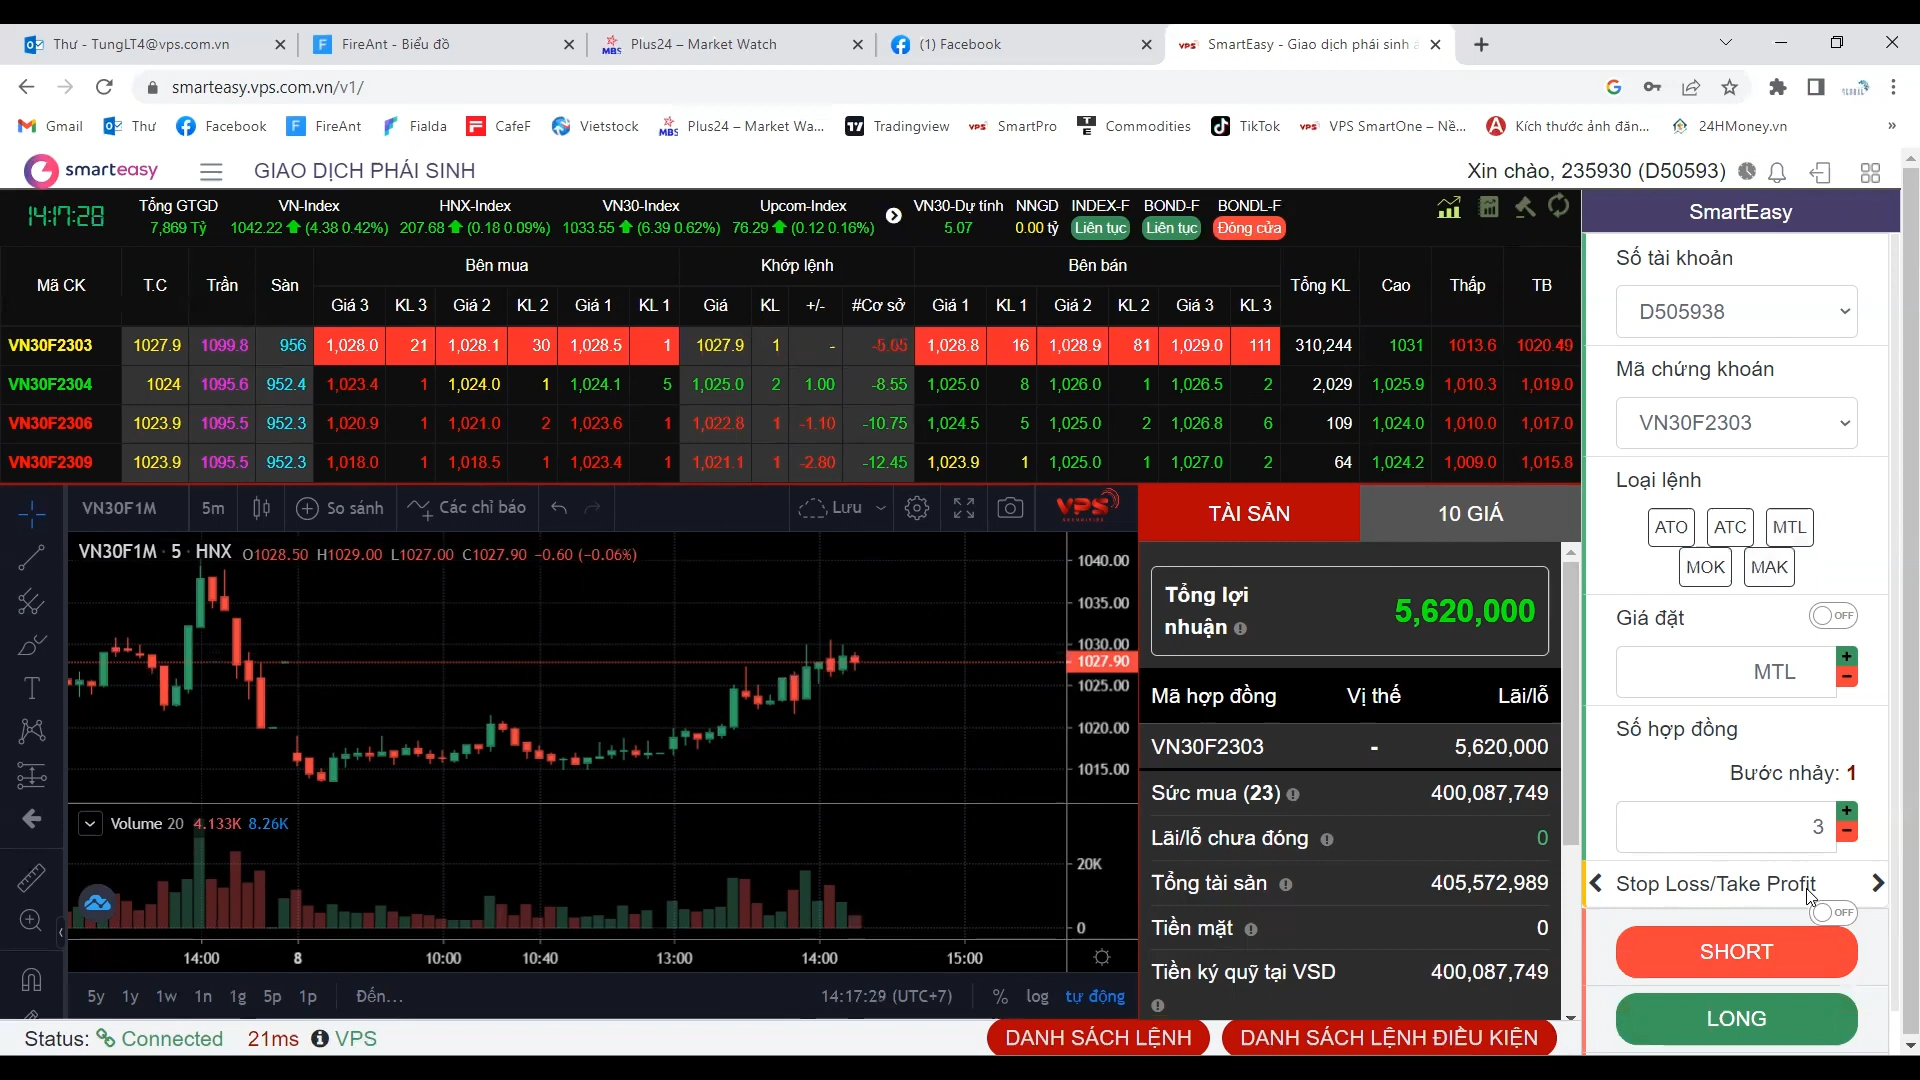 Thư - TungLT4@vps.com.vn
FireAnt - Biểu đồ
Plus24 – Market Watch
(1) Facebook
SmartEasy - Giao dịch phái sinh
smarteasy.vps.com.vn/v1/
Gmail Thư Facebook FireAnt Fialda CafeF Vietstock Plus24 – Market Wa... Tradingview SmartPro Commodities TikTok VPS SmartOne – Nề... Kích thước ảnh đăn... 24HMoney.vn »
smarteasy GIAO DỊCH PHÁI SINH Xin chào, 235930 (D50593)
14:17:28
Tổng GTGD VN-Index HNX-Index VN30-Index Upcom-Index VN30-Dự tính NNGD INDEX-F BOND-F BONDL-F
7,869 Tỷ 1042.22 (4.38 0.42%) 207.68 (0.18 0.09%) 1033.55 (6.39 0.62%) 76.29 (0.12 0.16%) 5.07 0.00 tỷ Liên tục Liên tục Đóng cửa
Mã CK T.C Trần Sàn Bên mua Khớp lệnh Bên bán Tổng KL Cao Thấp TB
Giá 3 KL 3 Giá 2 KL 2 Giá 1 KL 1 Giá KL +/- #Cơ sở Giá 1 KL 1 Giá 2 KL 2 Giá 3 KL 3
VN30F2303 1027.9 1099.8 956 1,028.0 21 1,028.1 30 1,028.5 1 1027.9 1 - -5.65 1,028.8 16 1,028.9 81 1,029.0 111 310,244 1031 1013.6 1020.49
VN30F2304 1024 1095.6 952.4 1,023.4 1 1,024.0 1 1,024.1 5 1,025.0 2 1.00 -8.55 1,025.0 8 1,026.0 1 1,026.5 2 2,029 1,025.9 1,010.3 1,019.0
VN30F2306 1023.9 1095.5 952.3 1,020.9 1 1,021.0 2 1,023.6 1 1,022.8 1 -1.10 -10.75 1,024.5 5 1,025.0 2 1,026.8 6 109 1,024.0 1,010.0 1,017.0
VN30F2309 1023.9 1095.5 952.3 1,018.0 1 1,018.5 1 1,023.4 1 1,021.1 1 -2.80 -12.45 1,023.9 1 1,025.0 1 1,027.0 2 64 1,024.2 1,009.0 1,015.8
VN30F1M 5m So sánh Các chỉ báo Lưu VPS
VN30F1M · 5 · HNX O1028.50 H1029.00 L1027.00 C1027.90 -0.60 (-0.06%)
1040.00
1035.00
1030.00
1027.90
1025.00
1020.00
1015.00
Volume 20 4.133K 8.26K
20K
0
14:00 8 10:00 10:40 13:00 14:00 15:00
5y 1y 1w 1n 1g 5p 1p Đến... 14:17:29 (UTC+7) % log tự động
TÀI SẢN 10 GIÁ
Tổng lợi
nhuận 5,620,000
Mã hợp đồng Vị thế Lãi/lỗ
VN30F2303 - 5,620,000
Sức mua (23) 400,087,749
Lãi/lỗ chưa đóng 0
Tổng tài sản 405,572,989
Tiền mặt 0
Tiền ký quỹ tại VSD 400,087,749
SmartEasy
Số tài khoản
D505938
Mã chứng khoán
VN30F2303
Loại lệnh
ATO ATC MTL
MOK MAK
Giá đặt OFF
MTL + -
Số hợp đồng
Bước nhảy: 1
3 + -
Stop Loss/Take Profit
OFF
SHORT
LONG
Status: Connected 21ms VPS
DANH SÁCH LỆNH DANH SÁCH LỆNH ĐIỀU KIỆN